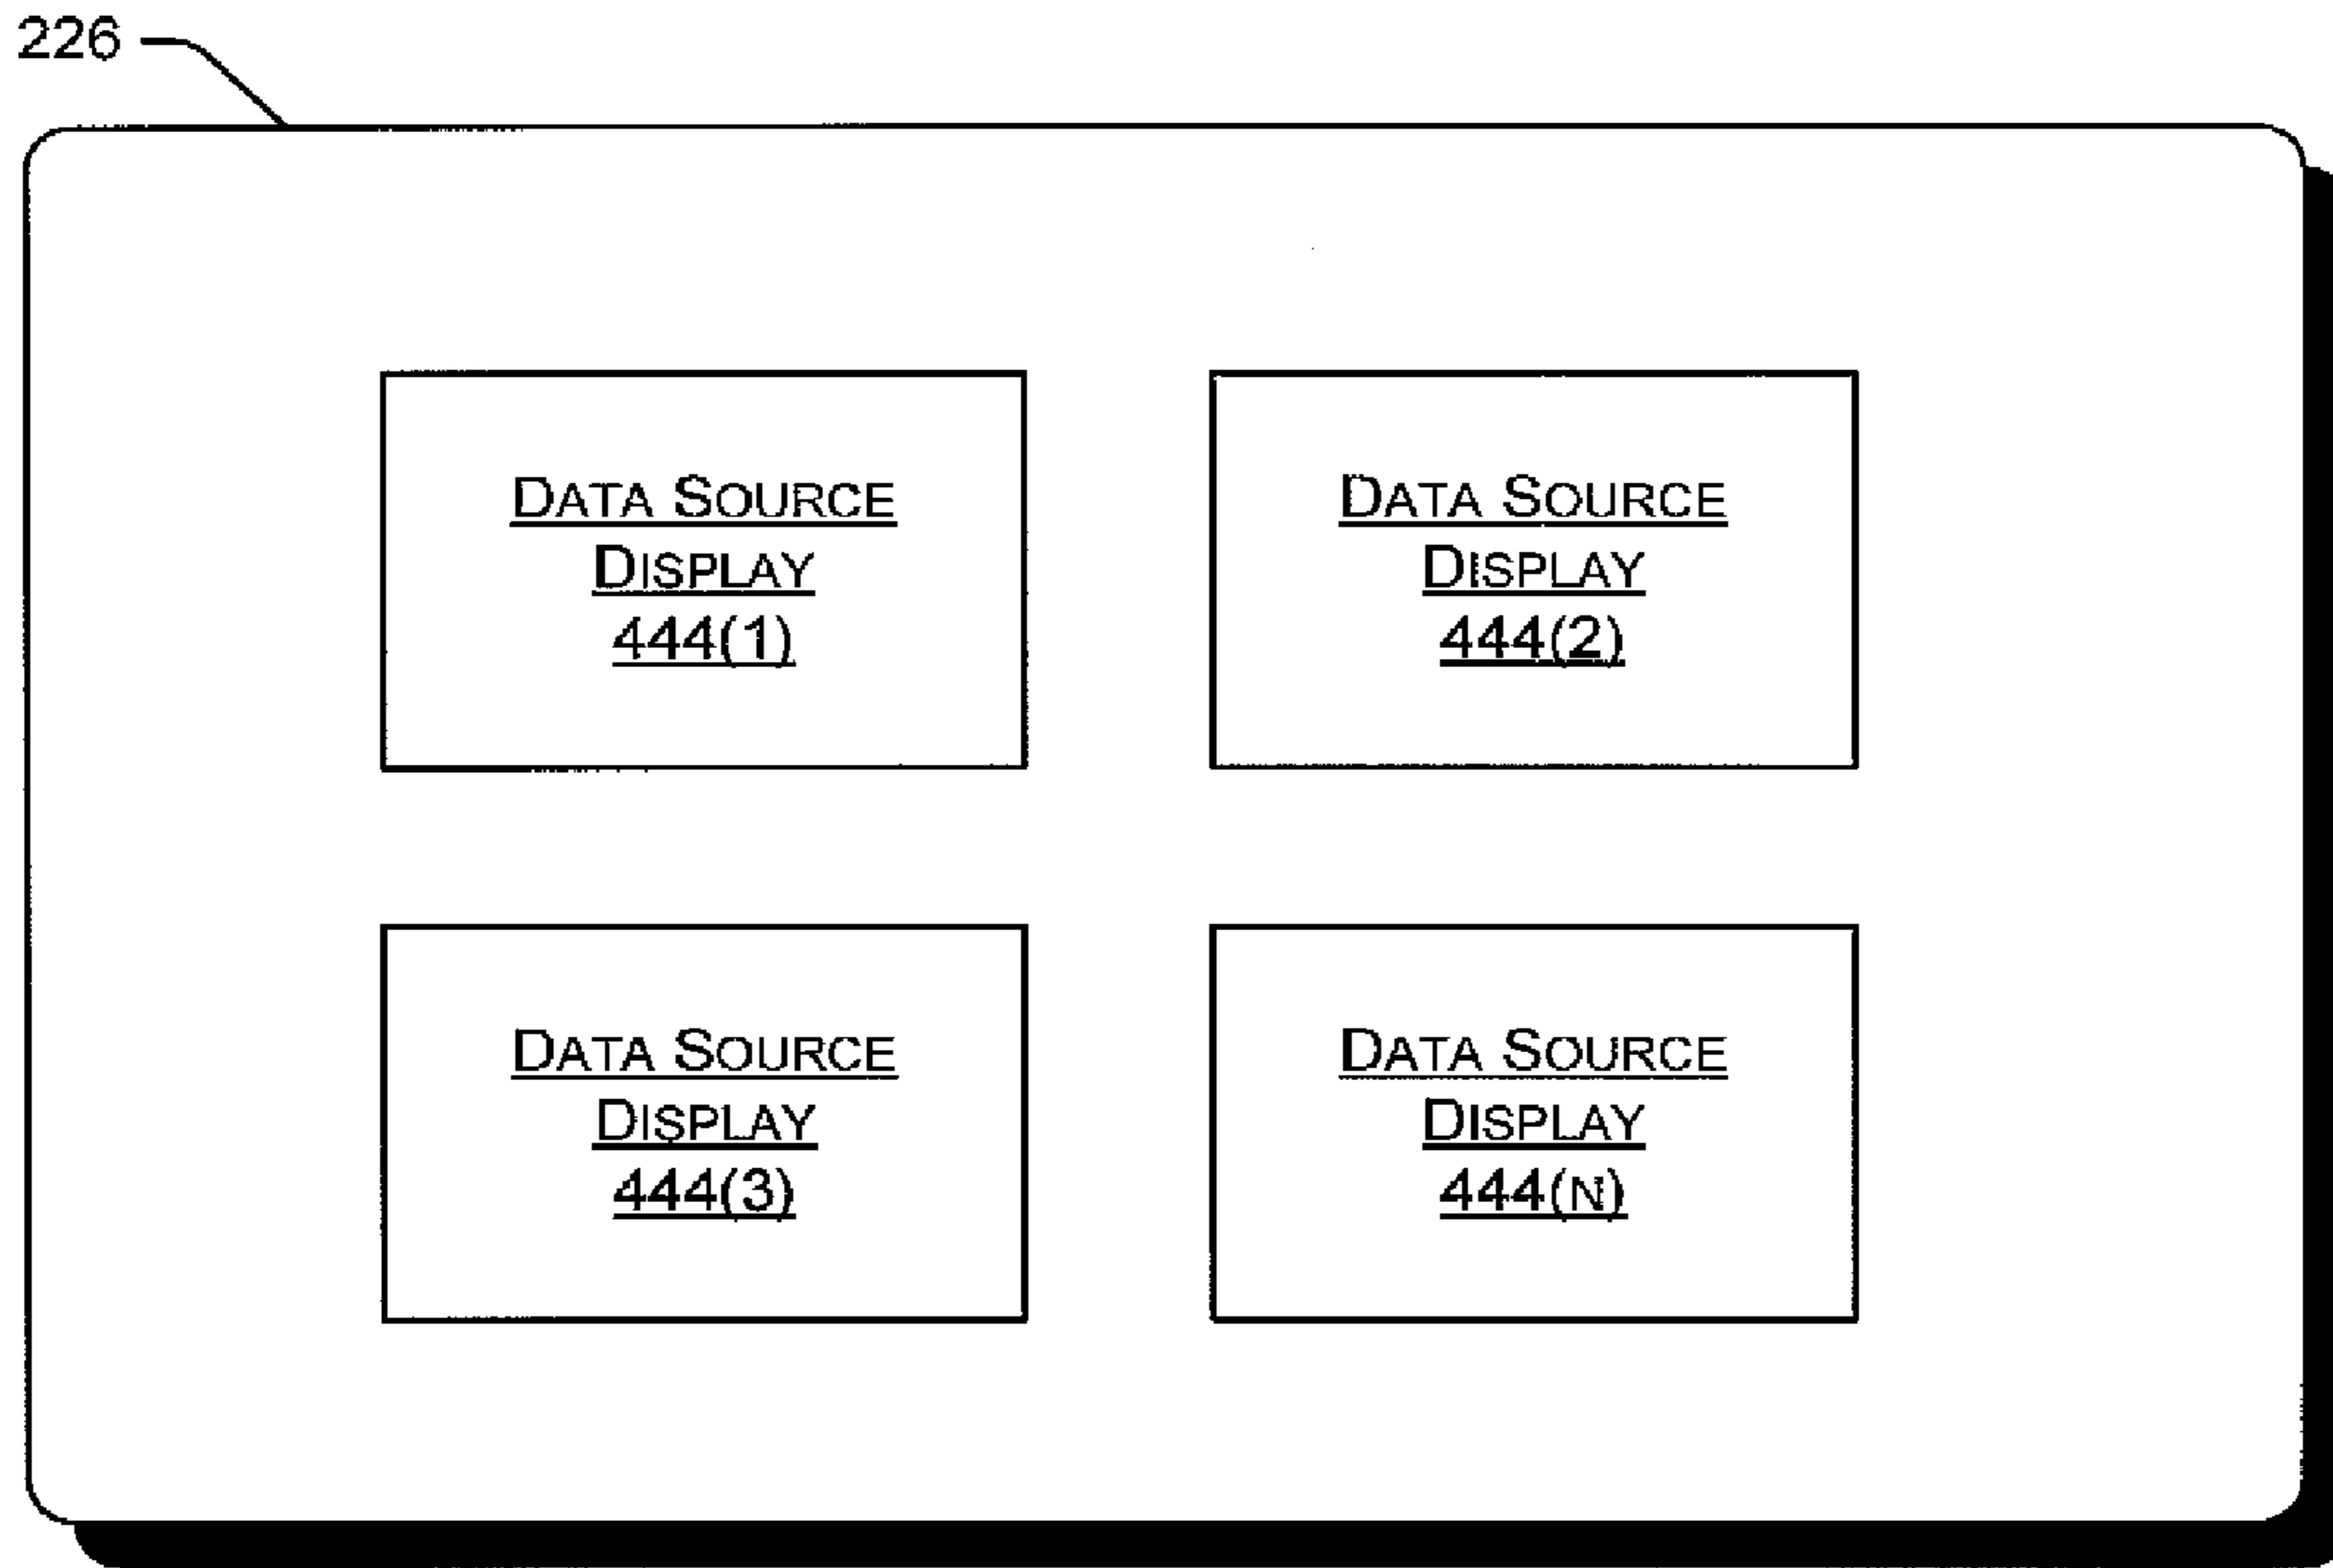 226
DATA SOURCE
DISPLAY
444(1)
DATA SOURCE
DISPLAY
444(2)
DATA SOURCE
DISPLAY
444(3)
DATA SOURCE
DISPLAY
444(N)